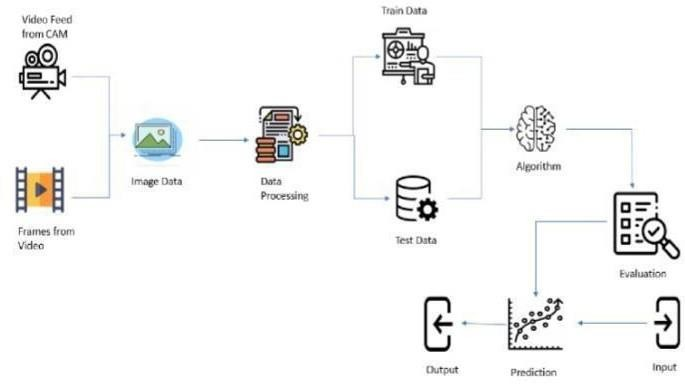 Video Feed
from CAM
Train Data
Image Data
Data
Processing
Algorithm
Frames from
Video
Test Data
Evaluation
Output
Prediction
Input